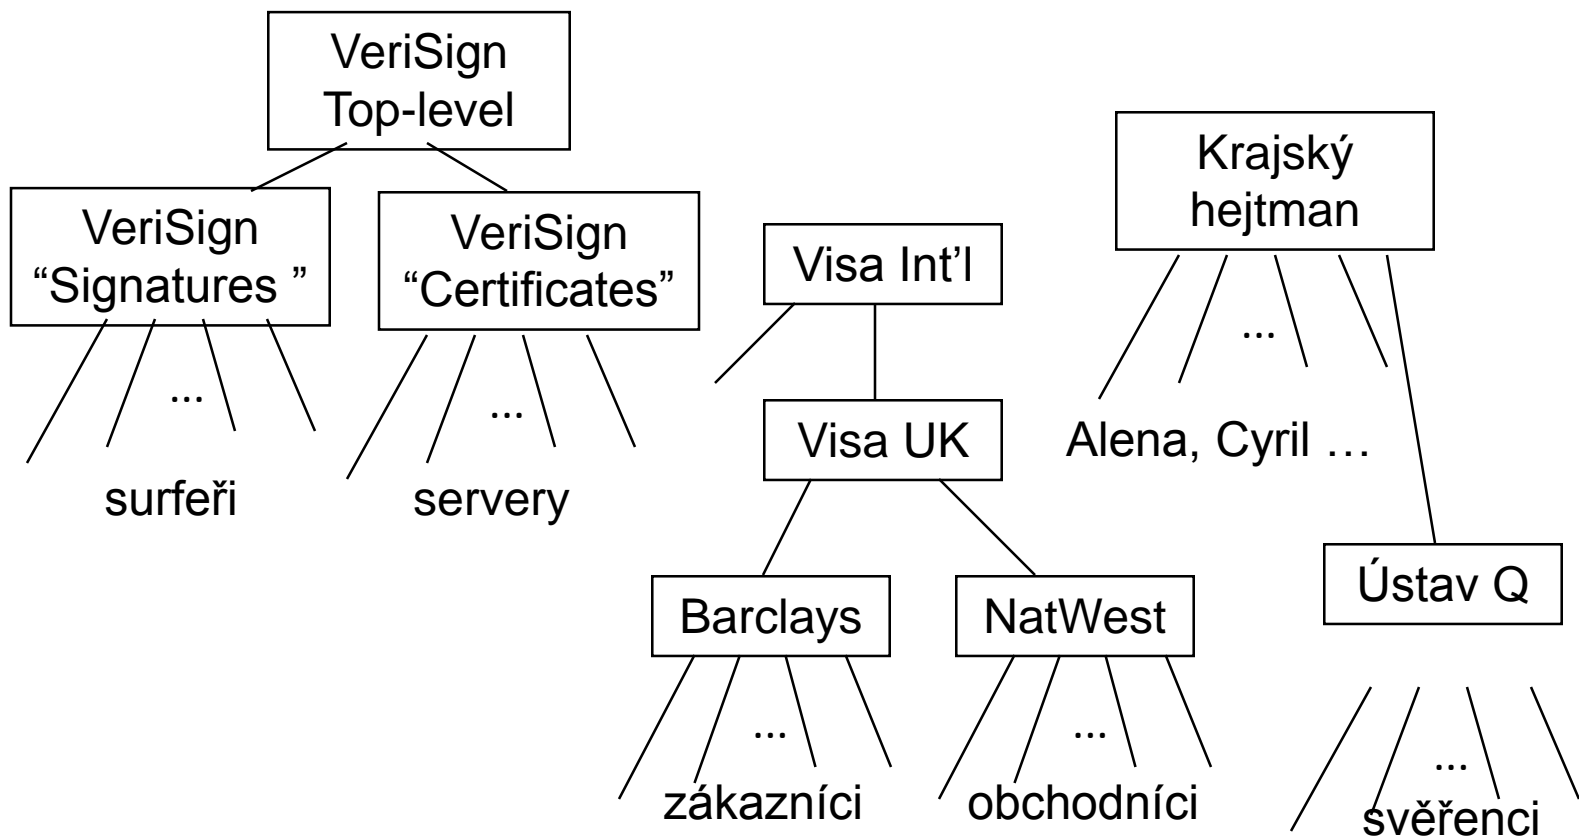 VeriSign
Top-level
VeriSign
“Signatures ”
...
surfeři
VeriSign
“Certificates”
...
servery
Visa Int’l
Visa UK
Barclays
...
zákazníci
NatWest
...
obchodníci
Krajský
hejtman
...
Alena, Cyril …
Ústav Q
...
svěřenci